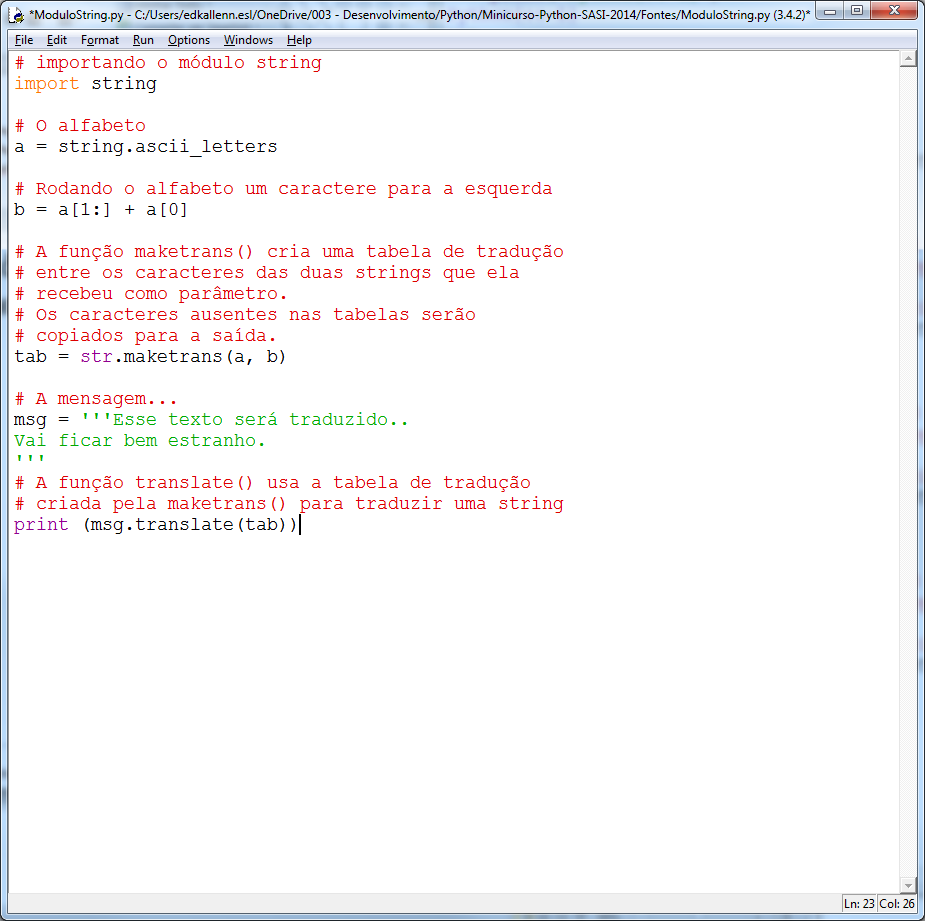 *ModuloString.py - C:/Users/edkallenn.esl/OneDrive/003 - Desenvolvimento/Python/Minicurso-Python-SASI-2014/Fontes/ModuloString.py (3.4.2)*
File Edit Format Run Options Windows Help
# importando o módulo string
import string
# O alfabeto
a = string.ascii_letters
# Rodando o alfabeto um caractere para a esquerda
b = a[1:] + a[0]
# A função maketrans() cria uma tabela de tradução
# entre os caracteres das duas strings que ela
# recebeu como parâmetro.
# Os caracteres ausentes nas tabelas serão
# copiados para a saída.
tab = str.maketrans(a, b)
# A mensagem...
msg = '''Esse texto será traduzido..
Vai ficar bem estranho.
'''
# A função translate() usa a tabela de tradução
# criada pela maketrans() para traduzir uma string
print (msg.translate(tab))
Ln: 23 Col: 26